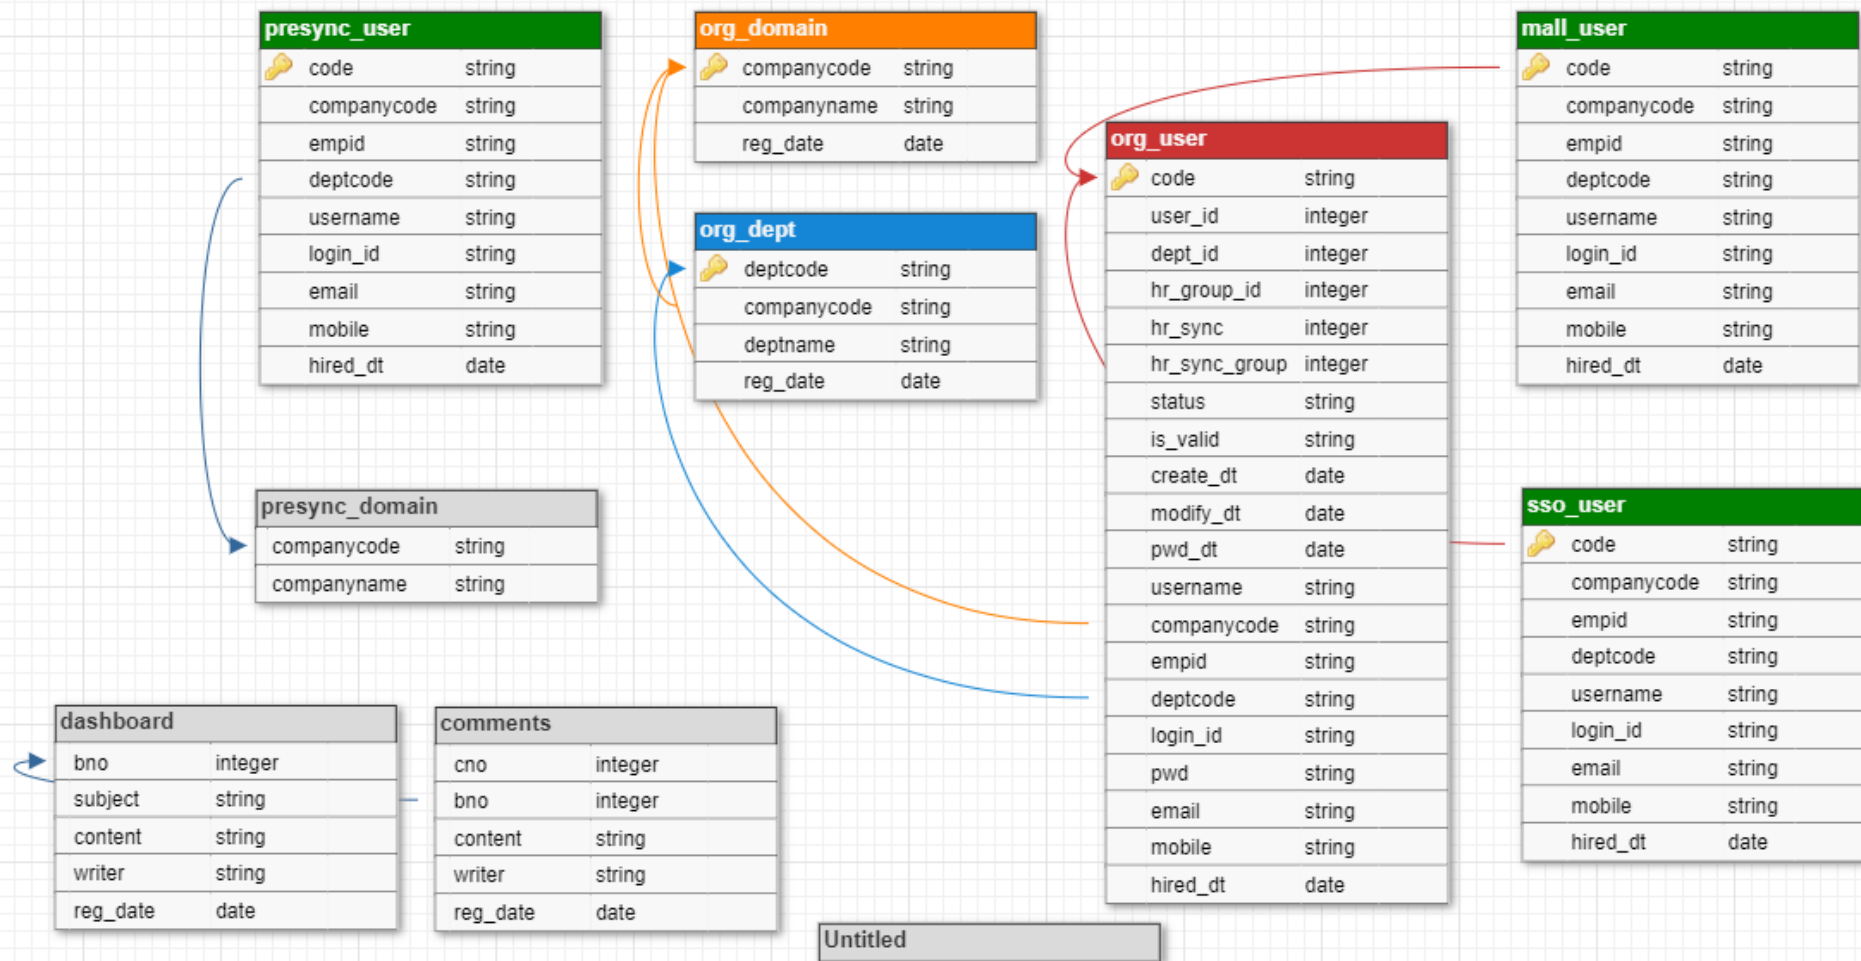 presync_user
code string
companycode string
empid string
deptcode string
username string
login_id string
email string
mobile string
hired_dt date
org_domain
companycode string
companyname string
reg_date date
org_dept
deptcode string
companycode string
deptname string
reg_date date
org_user
code string
user_id integer
dept_id integer
hr_group_id integer
hr_sync integer
hr_sync_group integer
status string
is_valid string
create_dt date
modify_dt date
pwd_dt date
username string
companycode string
empid string
deptcode string
login_id string
pwd string
email string
mobile string
hired_dt date
mall_user
code string
companycode string
empid string
deptcode string
username string
login_id string
email string
mobile string
hired_dt date
sso_user
code string
companycode string
empid string
deptcode string
username string
login_id string
email string
mobile string
hired_dt date
presync_domain
companycode string
companyname string
dashboard
bno integer
subject string
content string
writer string
reg_date date
comments
cno integer
bno integer
content string
writer string
reg_date date
Untitled